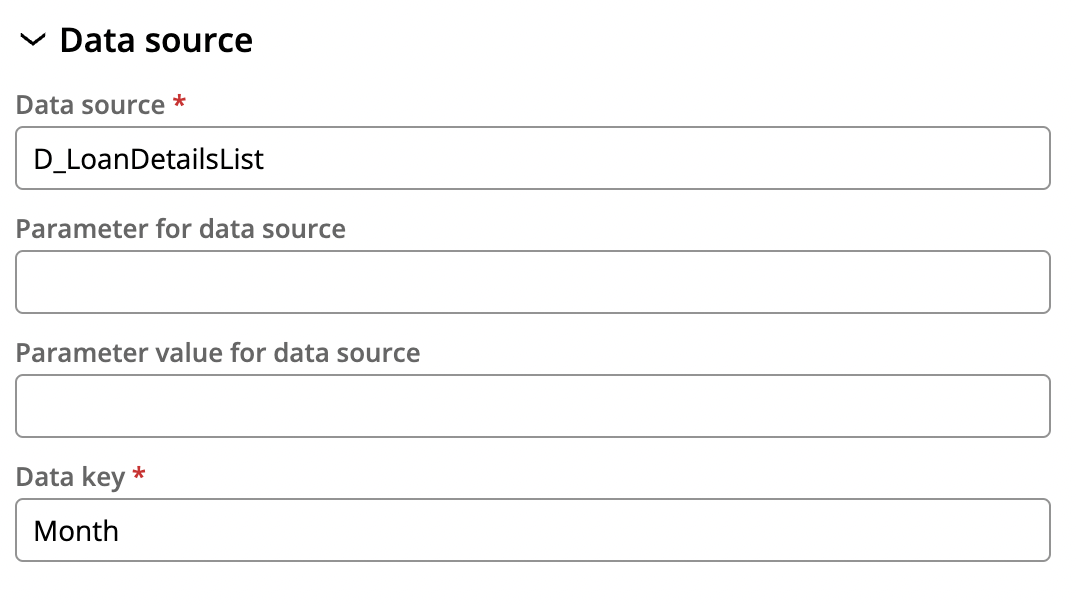 Data source
Data source *
D_LoanDetailsList
Parameter for data source
Parameter value for data source
Data key *
Month